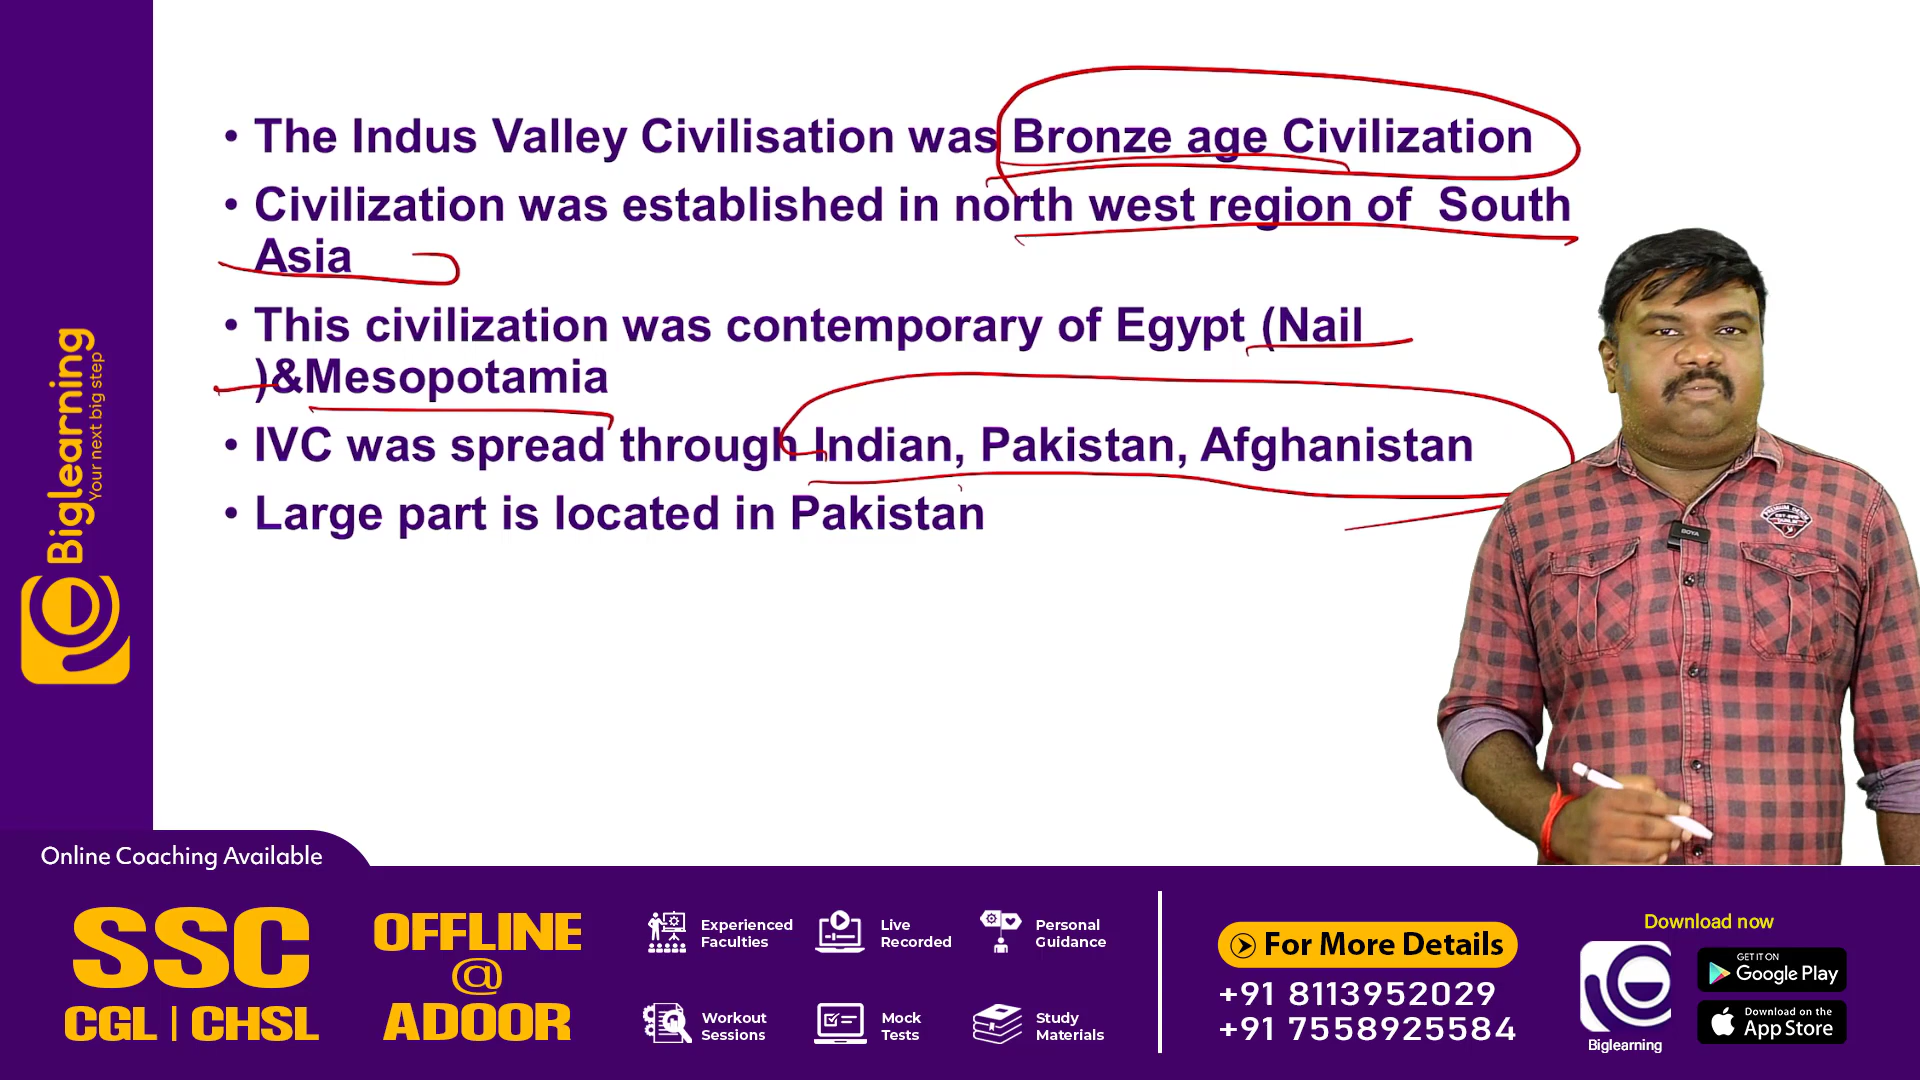 • The Indus Valley Civilisation was Bronze age Civilization
• Civilization was established in north west region of South
Asia
• This civilization was contemporary of Egypt (Nail
)&Mesopotamia
• IVC was spread through Indian, Pakistan, Afghanistan
• Large part is located in Pakistan
Biglearning
Your next big step
Online Coaching Available
SSC
CGL | CHSL
OFFLINE
@
ADOOR
Experienced
Faculties
Live
Recorded
Personal
Guidance
Workout
Sessions
Mock
Tests
Study
Materials
For More Details
+91 8113952029
+91 7558925584
Download now
Biglearning
GET IT ON
Google Play
Download on the
App Store